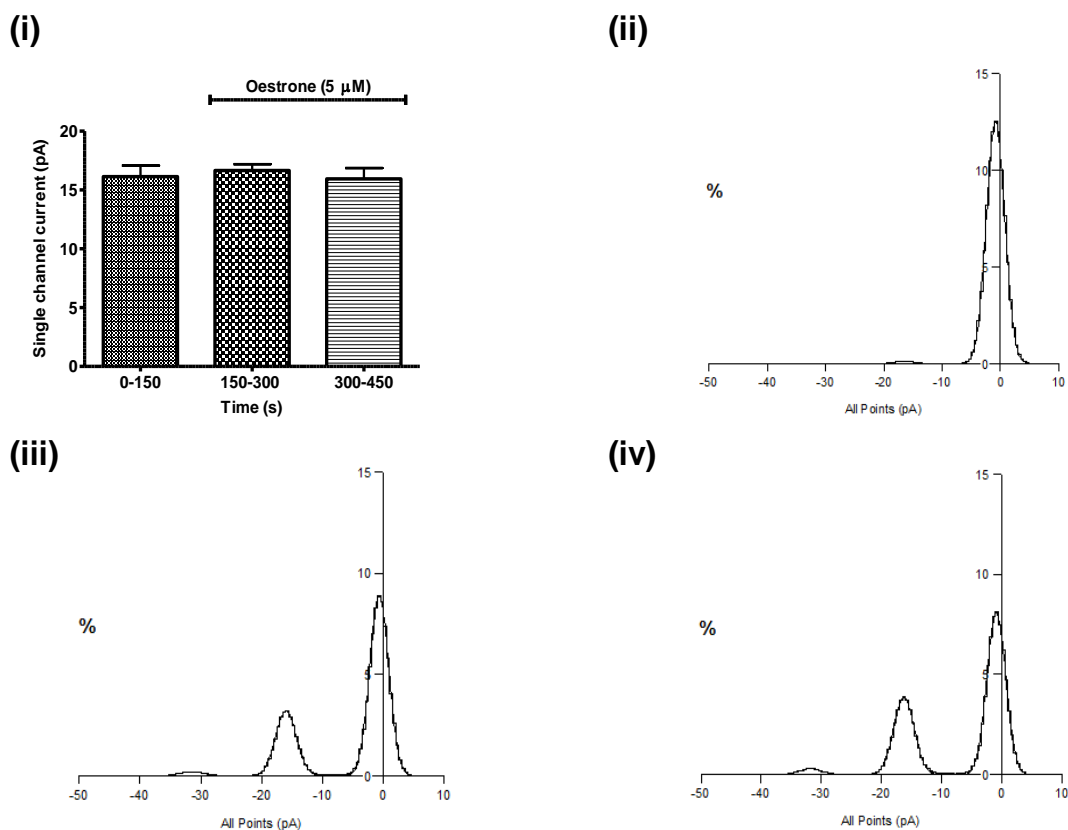 (i)
Oestrone (5 µM)
Single channel current (pA)
20
15
10
5
0
0-150 150-300 300-450
Time (s)
(ii)
15
10
5
0
%
-50 -40 -30 -20 -10 0 10
All Points (pA)
(iii)
15
10
5
0
%
-50 -40 -30 -20 -10 0 10
All Points (pA)
(iv)
15
10
5
0
%
-50 -40 -30 -20 -10 0 10
All Points (pA)